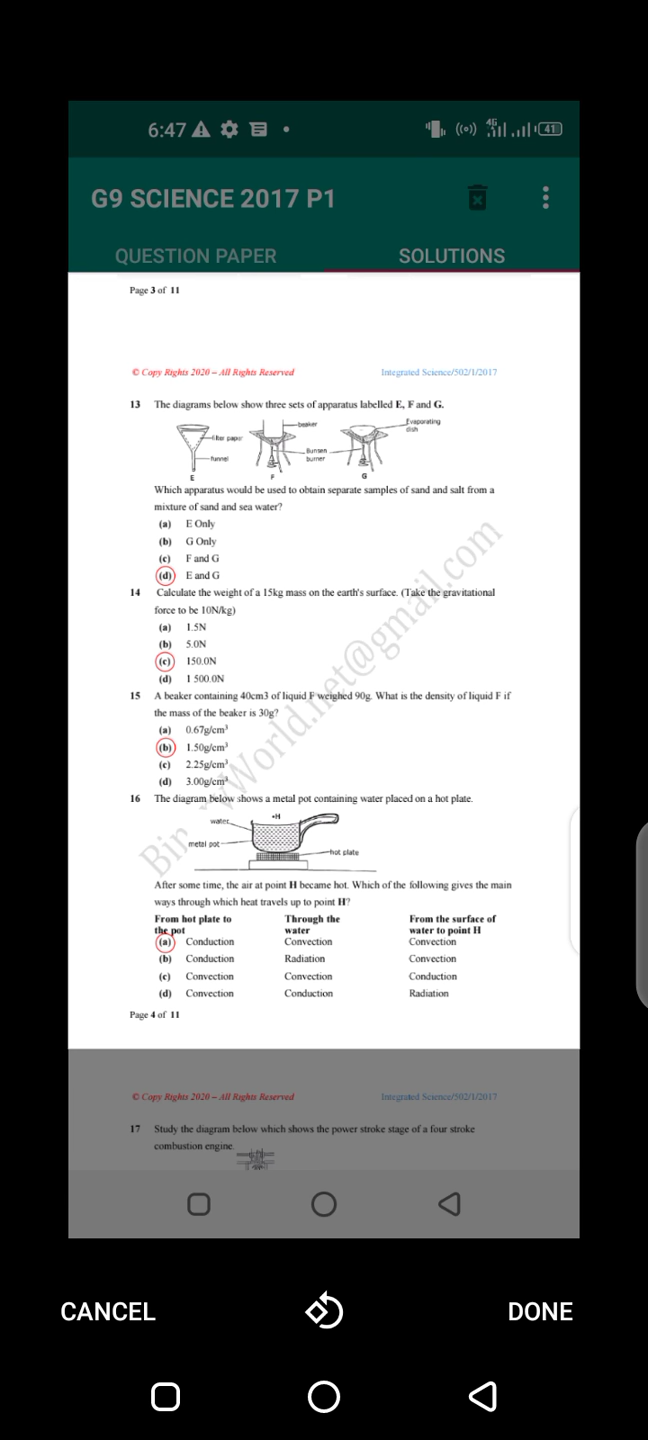 6:47
4G
41
G9 SCIENCE 2017 P1
QUESTION PAPER
SOLUTIONS
Page 3 of 11
© Copy Rights 2020 – All Rights Reserved
Integrated Science/502/1/2017
13 The diagrams below show three sets of apparatus labelled E, F and G.
beaker
Evaporating
dish
filter paper
funnel
Bunsen
burner
E
F
G
Which apparatus would be used to obtain separate samples of sand and salt from a
mixture of sand and sea water?
(a) E Only
(b) G Only
(c) F and G
(d) E and G
14 Calculate the weight of a 15kg mass on the earth's surface. (Take the gravitational
force to be 10N/kg)
(a) 1.5N
(b) 5.0N
(c) 150.0N
(d) 1 500.0N
15 A beaker containing 40cm3 of liquid F weighed 90g. What is the density of liquid F if
the mass of the beaker is 30g?
(a) 0.67g/cm³
(b) 1.50g/cm³
(c) 2.25g/cm³
(d) 3.00g/cm³
16 The diagram below shows a metal pot containing water placed on a hot plate.
•H
water
metal pot
hot plate
After some time, the air at point H became hot. Which of the following gives the main
ways through which heat travels up to point H?
From hot plate to the pot
Through the water
From the surface of water to point H
(a) Conduction Convection Convection
(b) Conduction Radiation Convection
(c) Convection Convection Conduction
(d) Convection Conduction Radiation
Page 4 of 11
© Copy Rights 2020 – All Rights Reserved
Integrated Science/502/1/2017
17 Study the diagram below which shows the power stroke stage of a four stroke
combustion engine.
CANCEL
DONE